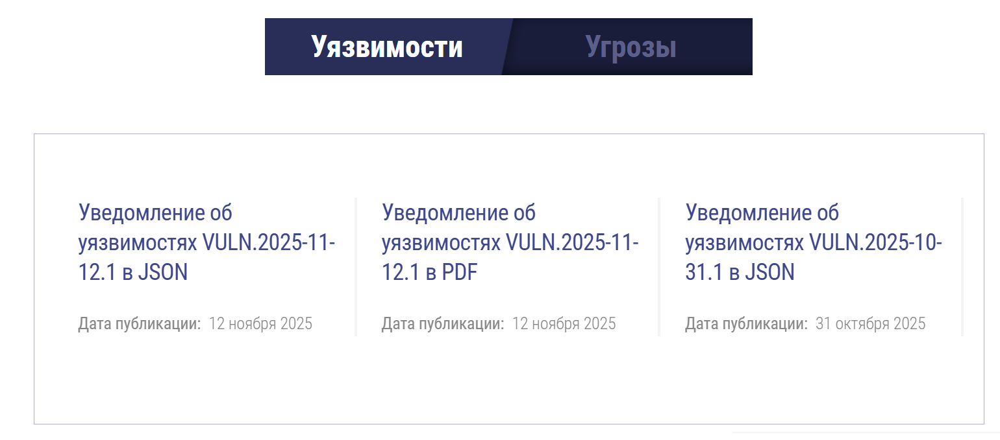 Уязвимости
Угрозы
Уведомление об
уязвимостях VULN.2025-11-
12.1 в JSON
Дата публикации: 12 ноября 2025
Уведомление об
уязвимостях VULN.2025-11-
12.1 в PDF
Дата публикации: 12 ноября 2025
Уведомление об
уязвимостях VULN.2025-10-
31.1 в JSON
Дата публикации: 31 октября 2025